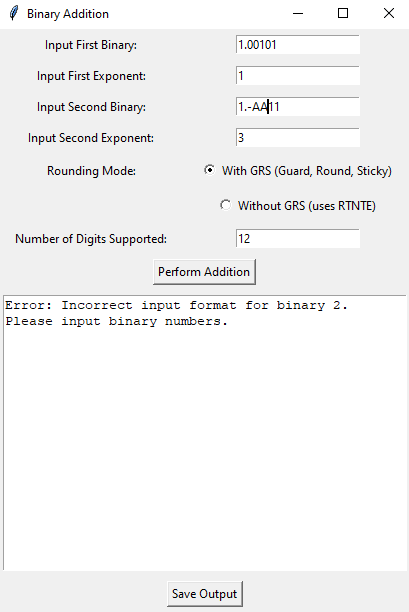 Binary Addition
Input First Binary: 1.00101
Input First Exponent: 1
Input Second Binary: 1.-AA11
Input Second Exponent: 3
Rounding Mode: With GRS (Guard, Round, Sticky)
Without GRS (uses RTNTE)
Number of Digits Supported: 12
Perform Addition
Error: Incorrect input format for binary 2.
Please input binary numbers.
Save Output